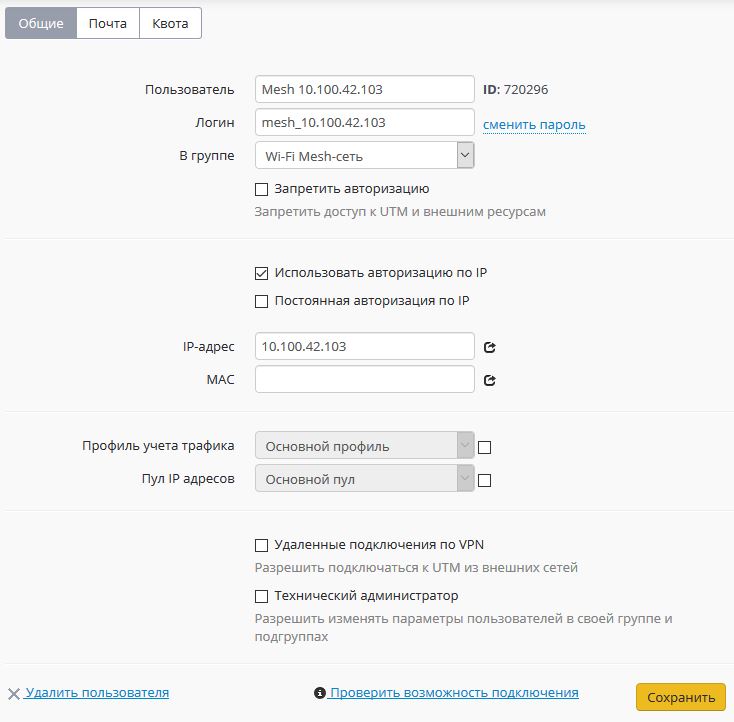 Общие Почта Квота
Пользователь Mesh 10.100.42.103 ID: 720296
Логин mesh_10.100.42.103 сменить пароль
В группе Wi-Fi Mesh-сеть
Запретить авторизацию
Запретить доступ к UTM и внешним ресурсам
Использовать авторизацию по IP
Постоянная авторизация по IP
IP-адрес 10.100.42.103
MAC
Профиль учета трафика Основной профиль
Пул IP адресов Основной пул
Удаленные подключения по VPN
Разрешить подключаться к UTM из внешних сетей
Технический администратор
Разрешить изменять параметры пользователей в своей группе и
подгруппах
Удалить пользователя Проверить возможность подключения Сохранить